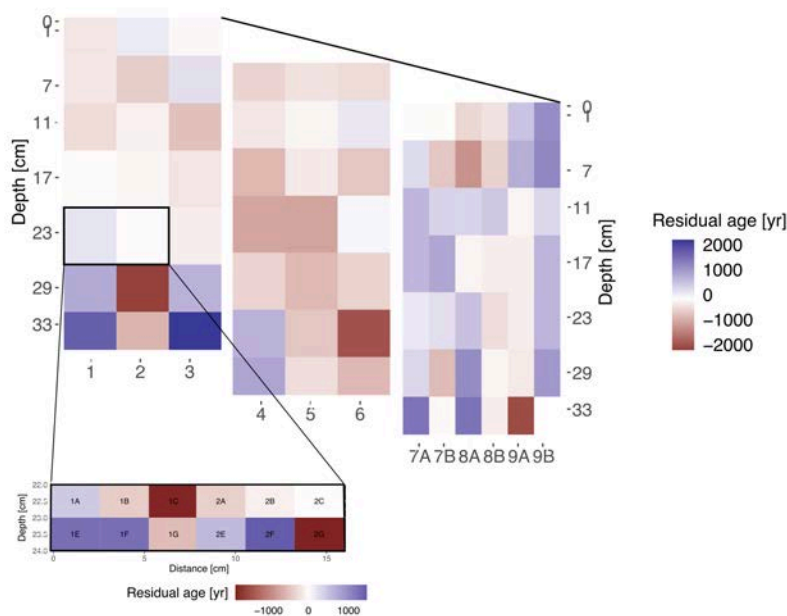 0
1
7
11
17
23
29
33
Depth [cm]
1 2 3
4 5 6
0
1
7
11
17
23
29
33
Depth [cm]
7A 7B 8A 8B 9A 9B
Residual age [yr]
2000
1000
0
−1000
−2000
22.0
22.5
23.0
23.5
24.0
Depth [cm]
1A 1B 1C 2A 2B 2C
1E 1F 1G 2E 2F 2G
0 5 10 15
Distance [cm]
Residual age [yr]
−1000 0 1000